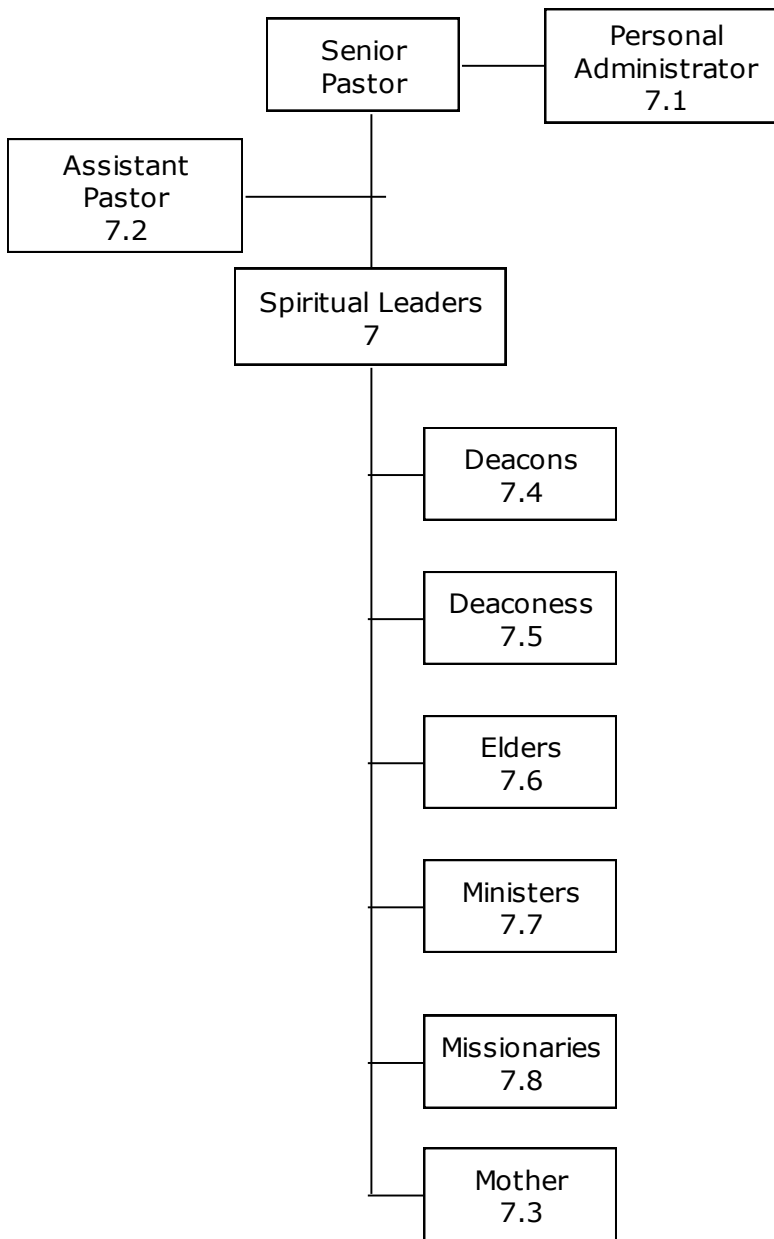 Senior
Pastor
Personal
Administrator
7.1
Assistant
Pastor
7.2
Spiritual Leaders
7
Deacons
7.4
Deaconess
7.5
Elders
7.6
Ministers
7.7
Missionaries
7.8
Mother
7.3